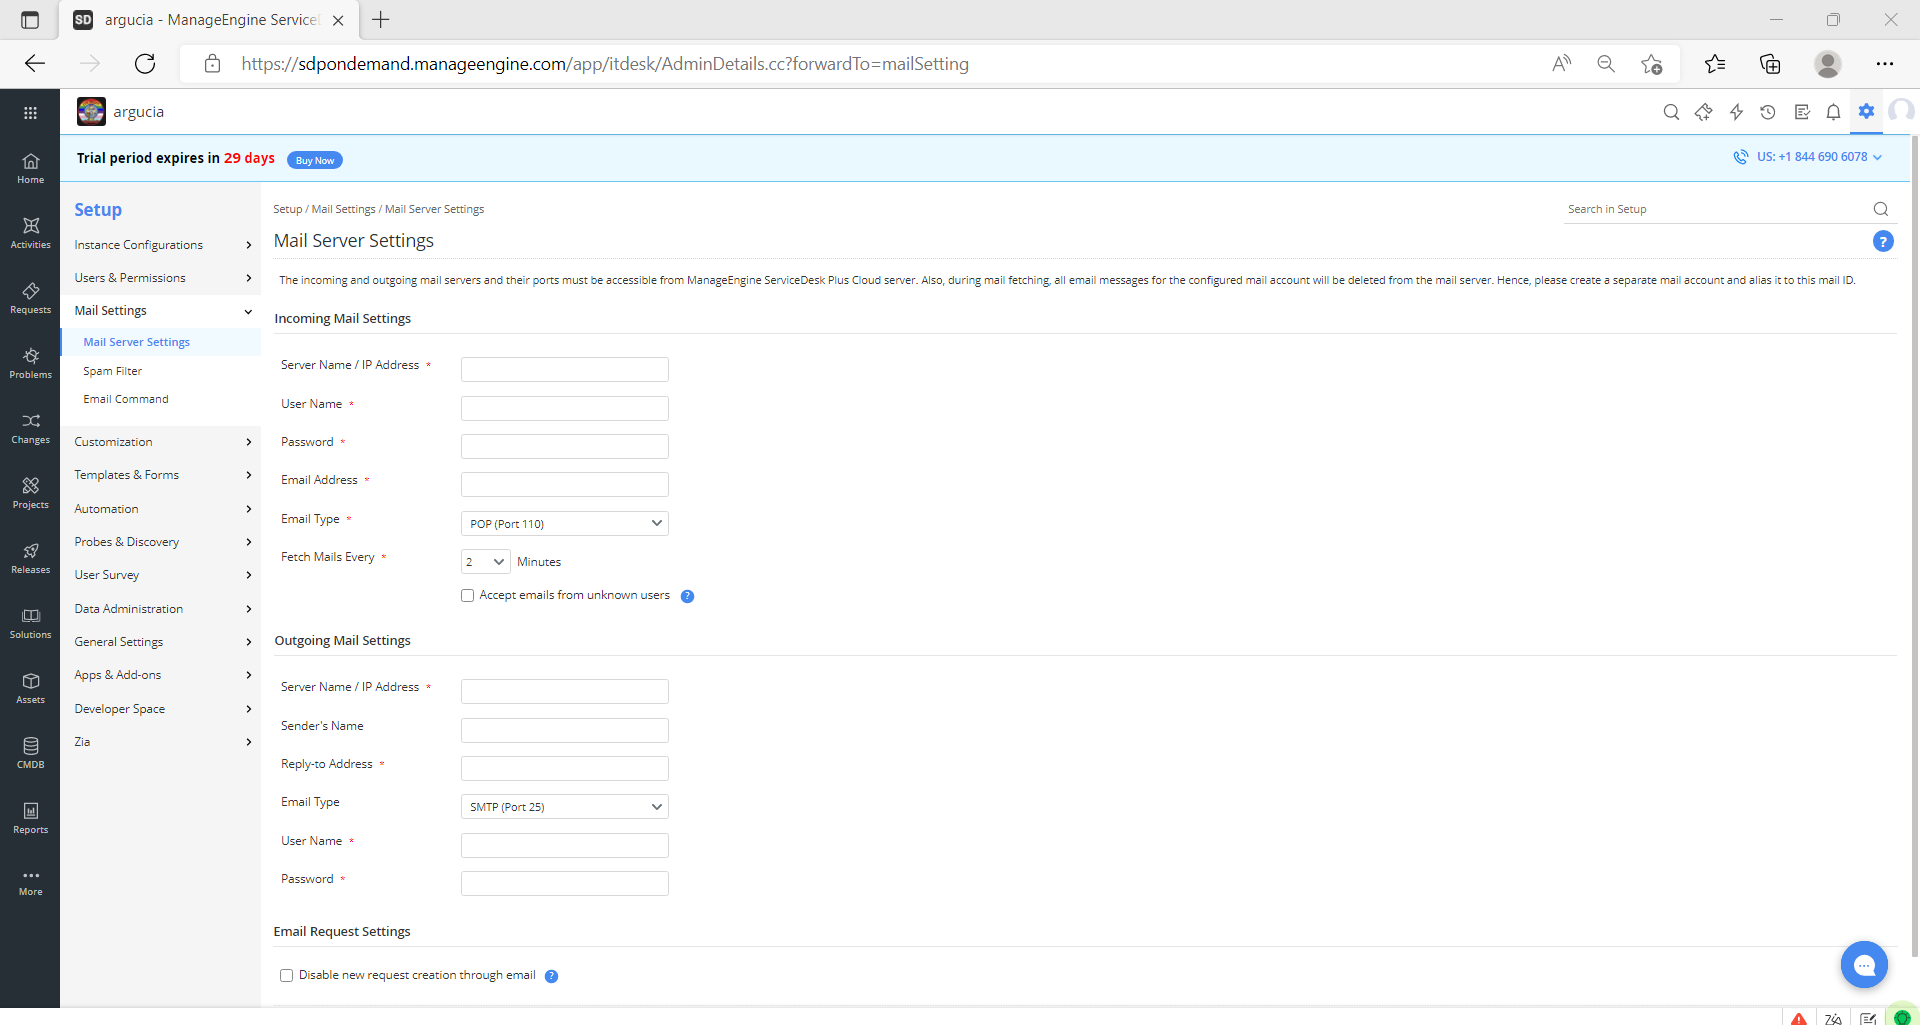 SD argucia - ManageEngine ServiceD
https://sdpondemand.manageengine.com/app/itdesk/AdminDetails.cc?forwardTo=mailSetting
argucia
Trial period expires in 29 days Buy Now US: +1 844 690 6078
Home
Activities
Requests
Problems
Changes
Projects
Releases
Solutions
Assets
CMDB
Reports
More
Setup
Instance Configurations
Users & Permissions
Mail Settings
Mail Server Settings
Spam Filter
Email Command
Customization
Templates & Forms
Automation
Probes & Discovery
User Survey
Data Administration
General Settings
Apps & Add-ons
Developer Space
Zia
Setup / Mail Settings / Mail Server Settings
Search in Setup
Mail Server Settings
?
The incoming and outgoing mail servers and their ports must be accessible from ManageEngine ServiceDesk Plus Cloud server. Also, during mail fetching, all email messages for the configured mail account will be deleted from the mail server. Hence, please create a separate mail account and alias it to this mail ID.
Incoming Mail Settings
Server Name / IP Address *
User Name *
Password *
Email Address *
Email Type * POP (Port 110)
Fetch Mails Every * 2 Minutes
Accept emails from unknown users ?
Outgoing Mail Settings
Server Name / IP Address *
Sender's Name
Reply-to Address *
Email Type SMTP (Port 25)
User Name *
Password *
Email Request Settings
Disable new request creation through email ?